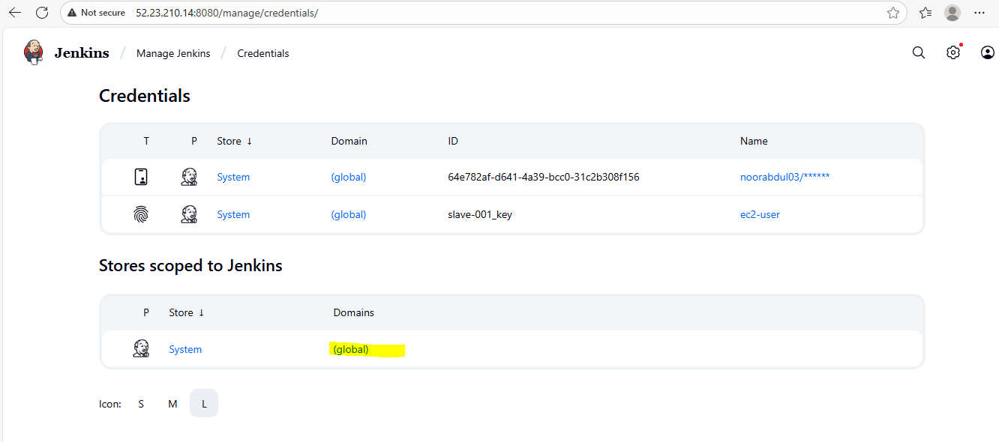 Not secure 52.23.210.14:8080/manage/credentials/
Jenkins / Manage Jenkins / Credentials
Credentials
T P Store ↓ Domain ID Name
System (global) 64e782af-d641-4a39-bcc0-31c2b308f156 noorabdul03/******
System (global) slave-001_key ec2-user
Stores scoped to Jenkins
P Store ↓ Domains
System (global)
Icon: S M L